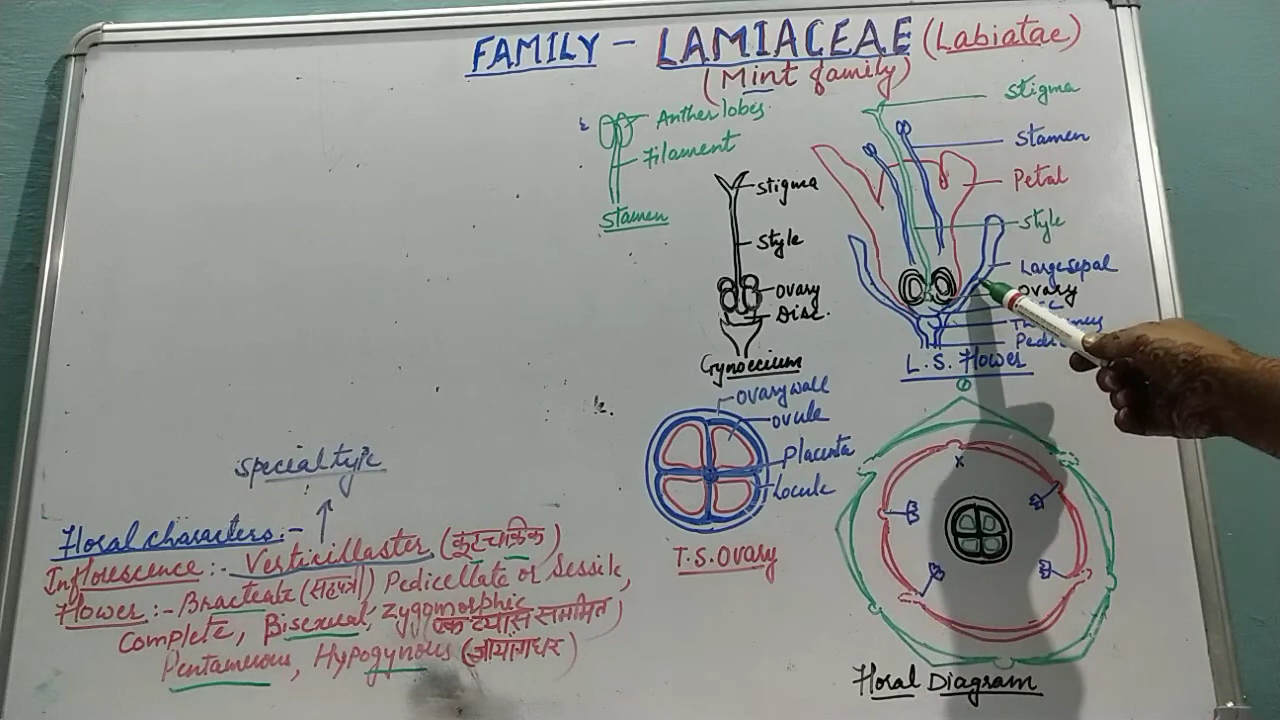 FAMILY - LAMIACEAE (Labiatae)
(Mint family)
Anther lobes
Filament
Stamen
Stigma
Style
Ovary
Disc.
Gynoecium
Stigma
Stamen
Petal
Style
Large sepal
Ovary
L.S. Flower
Ovary wall
Ovule
Placenta
Locule
T.S. Ovary
x
Floral Diagram
Special type
Floral characters:-
Inflorescence:- Verticillaster (कूटचक्रिक)
Flower:- Bracteate (सहपत्री) Pedicellate or Sessile,
Complete, Bisexual, Zygomorphic
(एक व्यास सममित)
Pentamerous, Hypogynous (जायांगधर)